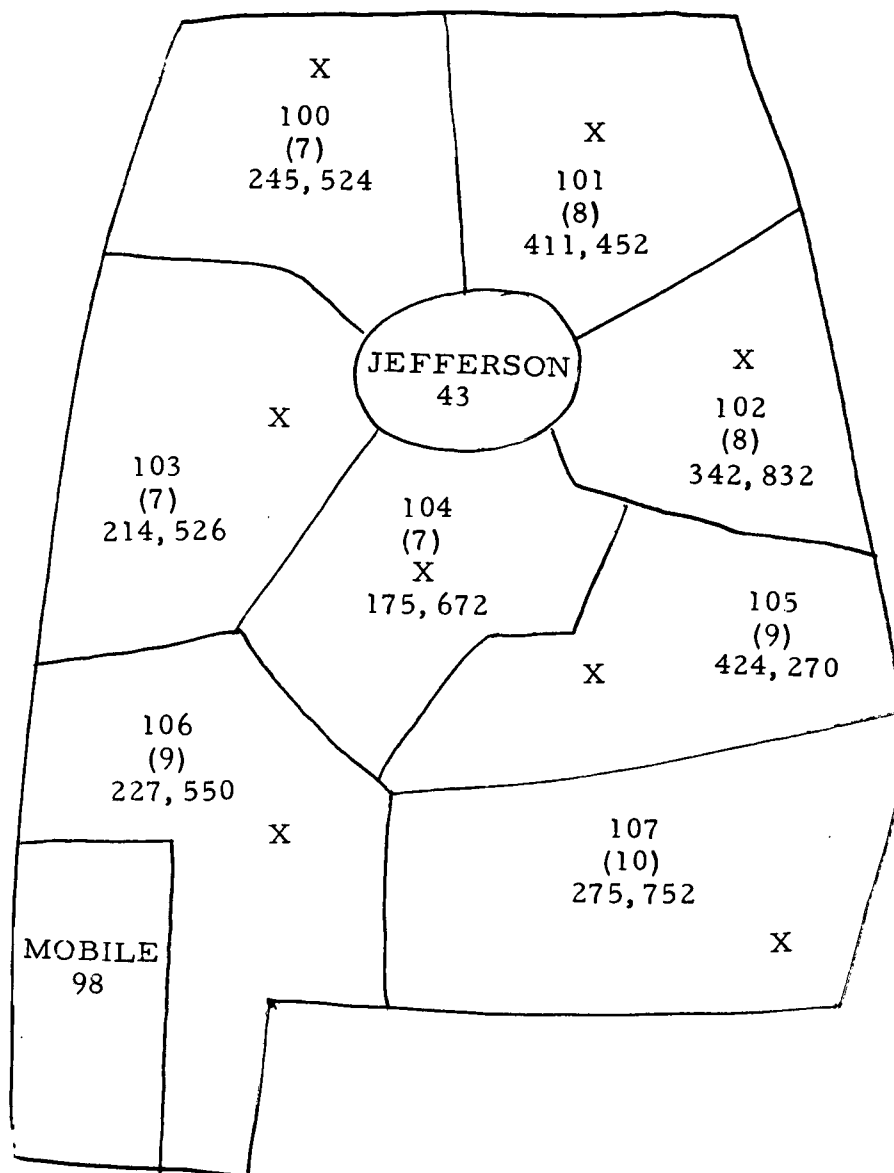 X
100
(7)
245, 524
X
101
(8)
411, 452
JEFFERSON
43
X
102
(8)
342, 832
X
103
(7)
214, 526
104
(7)
X
175, 672
105
(9)
424, 270
X
106
(9)
227, 550
X
107
(10)
275, 752
X
MOBILE
98